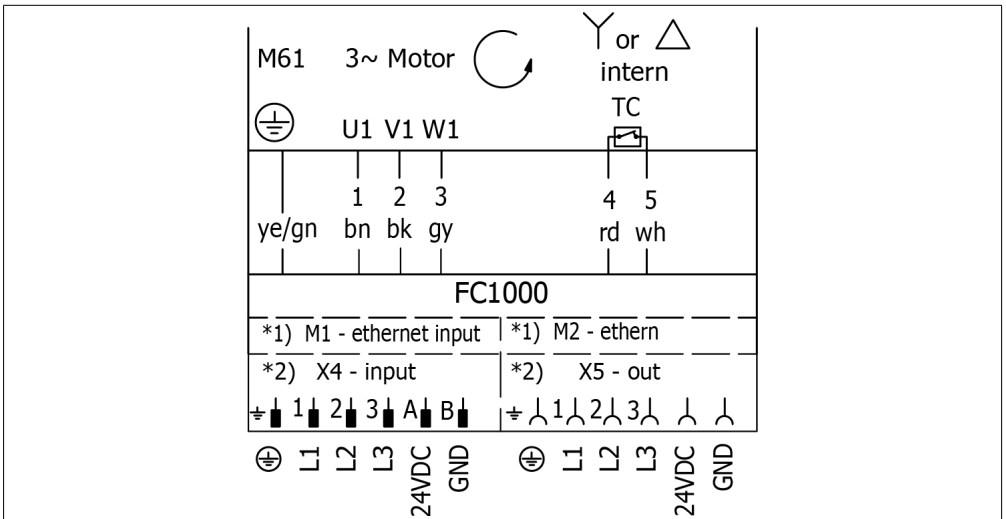 M61 3~ Motor or
intern
TC
U1 V1 W1
1 2 3 4 5
ye/gn bn bk gy rd wh
FC1000
*1) M1 - ethernet input *1) M2 - ethern
*2) X4 - input *2) X5 - out
1 2 3 A B 1 2 3
L1 L2 L3 24VDC GND L1 L2 L3 24VDC GND